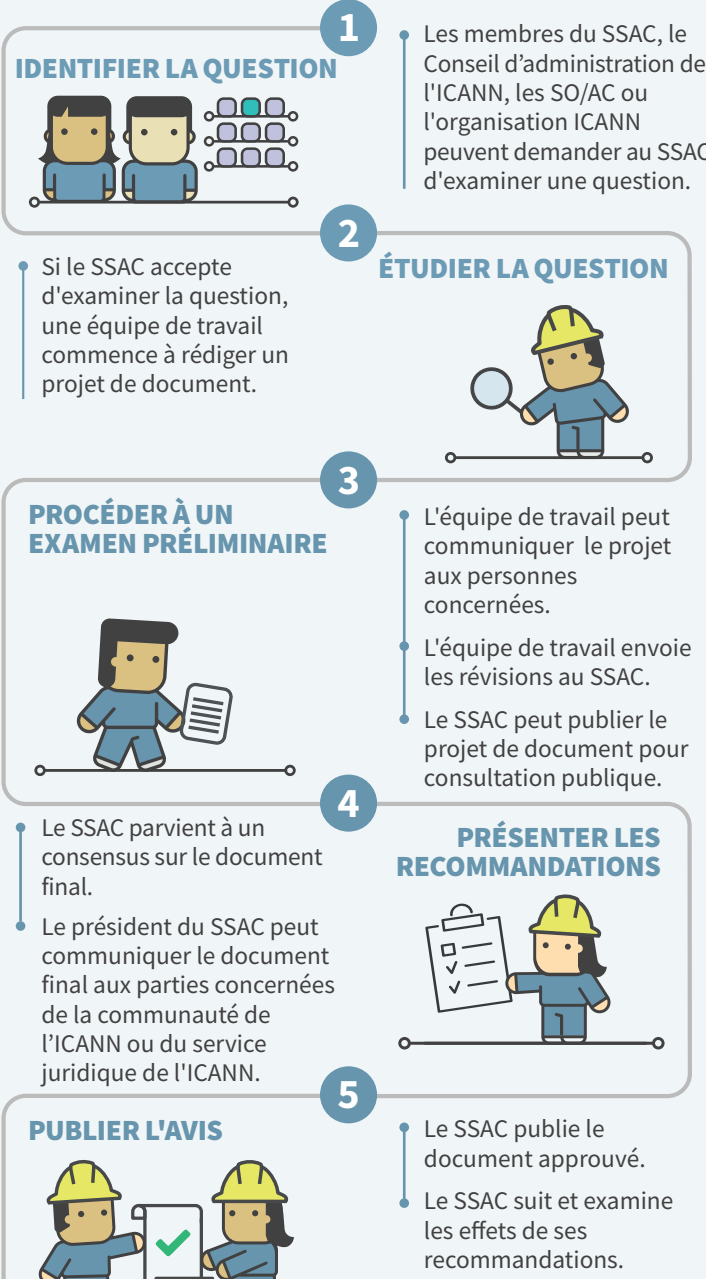 1
IDENTIFIER LA QUESTION
Les membres du SSAC, le
Conseil d’administration de
l'ICANN, les SO/AC ou
l'organisation ICANN
peuvent demander au SSAC
d'examiner une question.
2
ÉTUDIER LA QUESTION
Si le SSAC accepte
d'examiner la question,
une équipe de travail
commence à rédiger un
projet de document.
3
PROCÉDER À UN
EXAMEN PRÉLIMINAIRE
L'équipe de travail peut
communiquer le projet
aux personnes
concernées.
L'équipe de travail envoie
les révisions au SSAC.
Le SSAC peut publier le
projet de document pour
consultation publique.
4
PRÉSENTER LES
RECOMMANDATIONS
Le SSAC parvient à un
consensus sur le document
final.
Le président du SSAC peut
communiquer le document
final aux parties concernées
de la communauté de
l’ICANN ou du service
juridique de l'ICANN.
5
PUBLIER L'AVIS
Le SSAC publie le
document approuvé.
Le SSAC suit et examine
les effets de ses
recommandations.